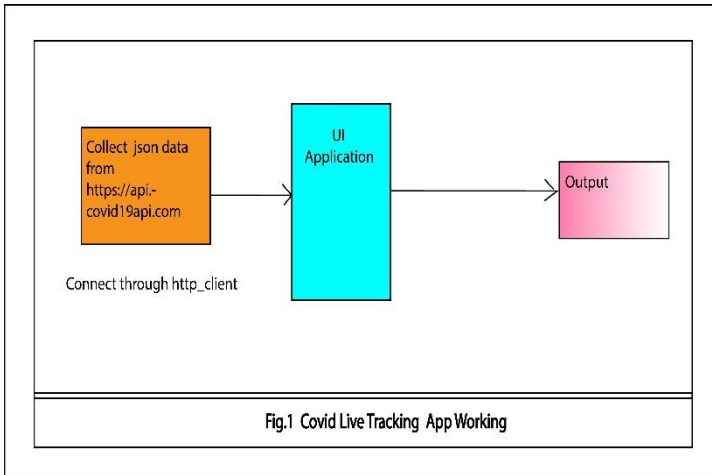 Collect json data
from
https://api.-
covid19api.com
UI
Application
Output
Connect through http_client
Fig.1 Covid Live Tracking App Working